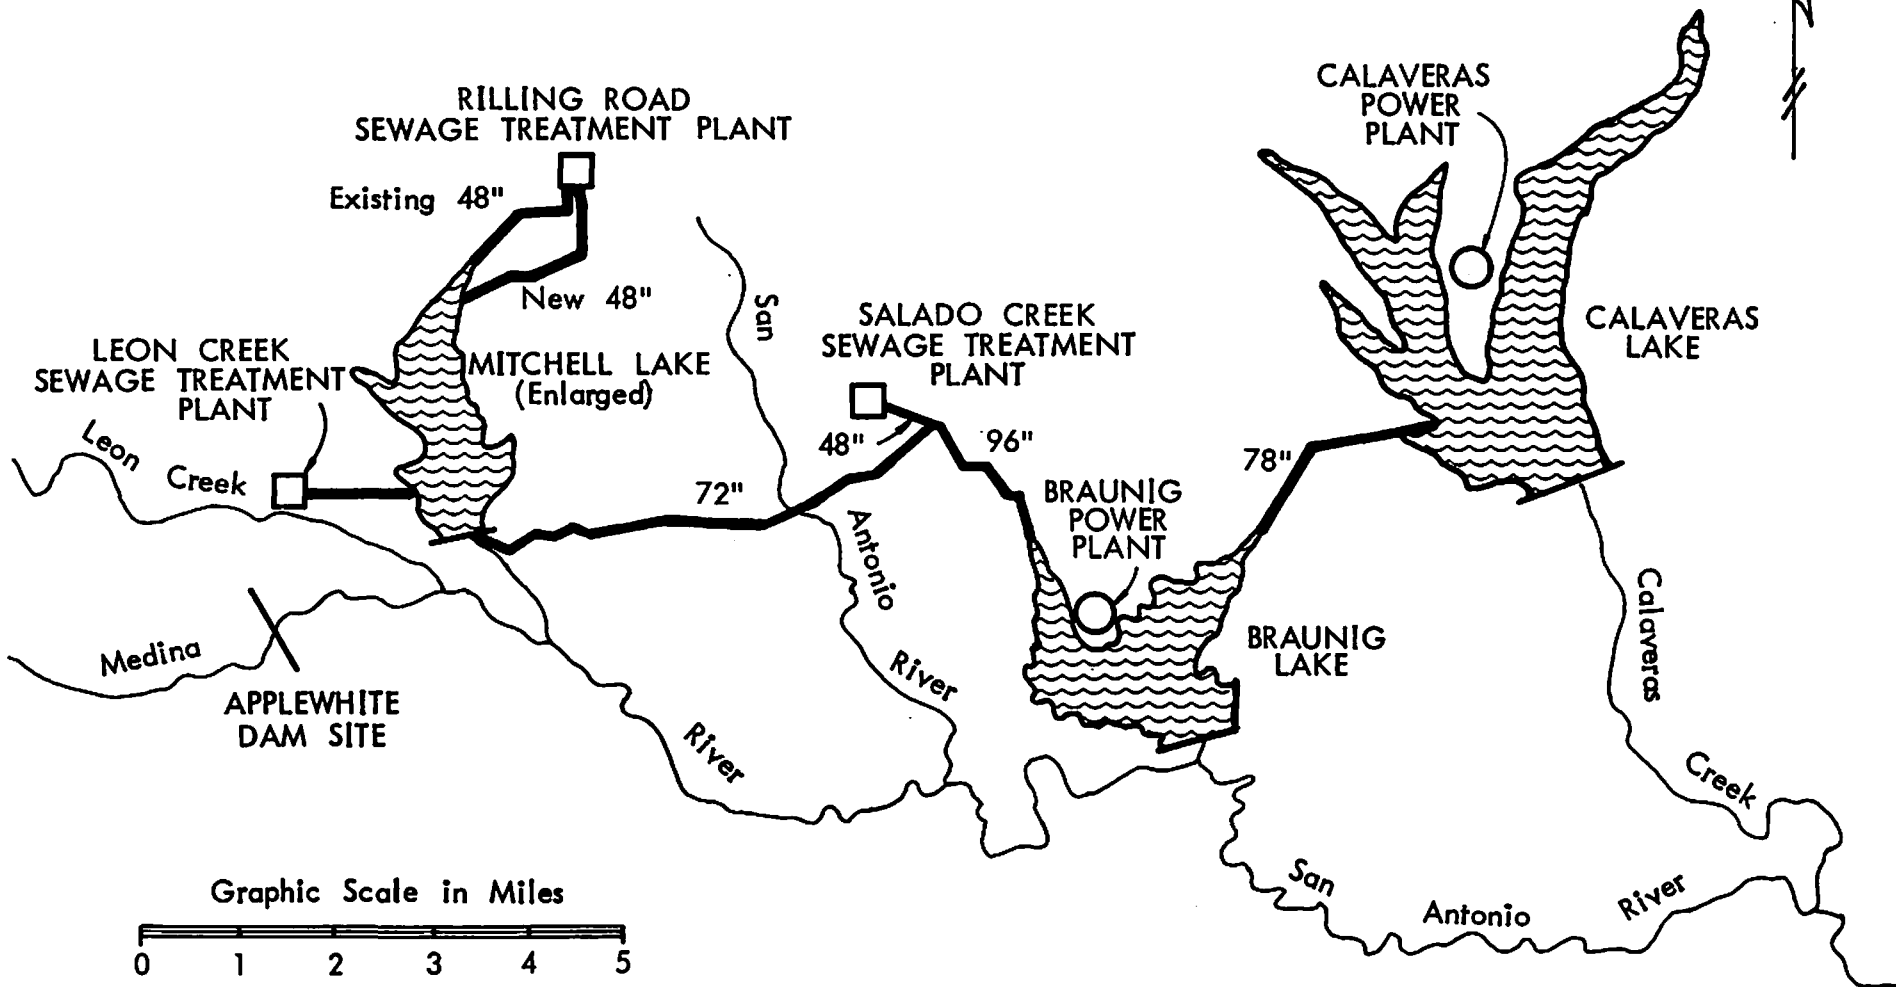 N
CALAVERAS
POWER
PLANT
RILLING ROAD
SEWAGE TREATMENT PLANT
Existing 48"
New 48"
San
SALADO CREEK
SEWAGE TREATMENT
PLANT
CALAVERAS
LAKE
LEON CREEK
SEWAGE TREATMENT
PLANT
MITCHELL LAKE
(Enlarged)
Leon
Creek
48"
96"
78"
72"
BRAUNIG
POWER
PLANT
Antonio
River
Calaveras
Creek
BRAUNIG
LAKE
Medina
River
APPLEWHITE
DAM SITE
Graphic Scale in Miles
0 1 2 3 4 5
San
Antonio
River